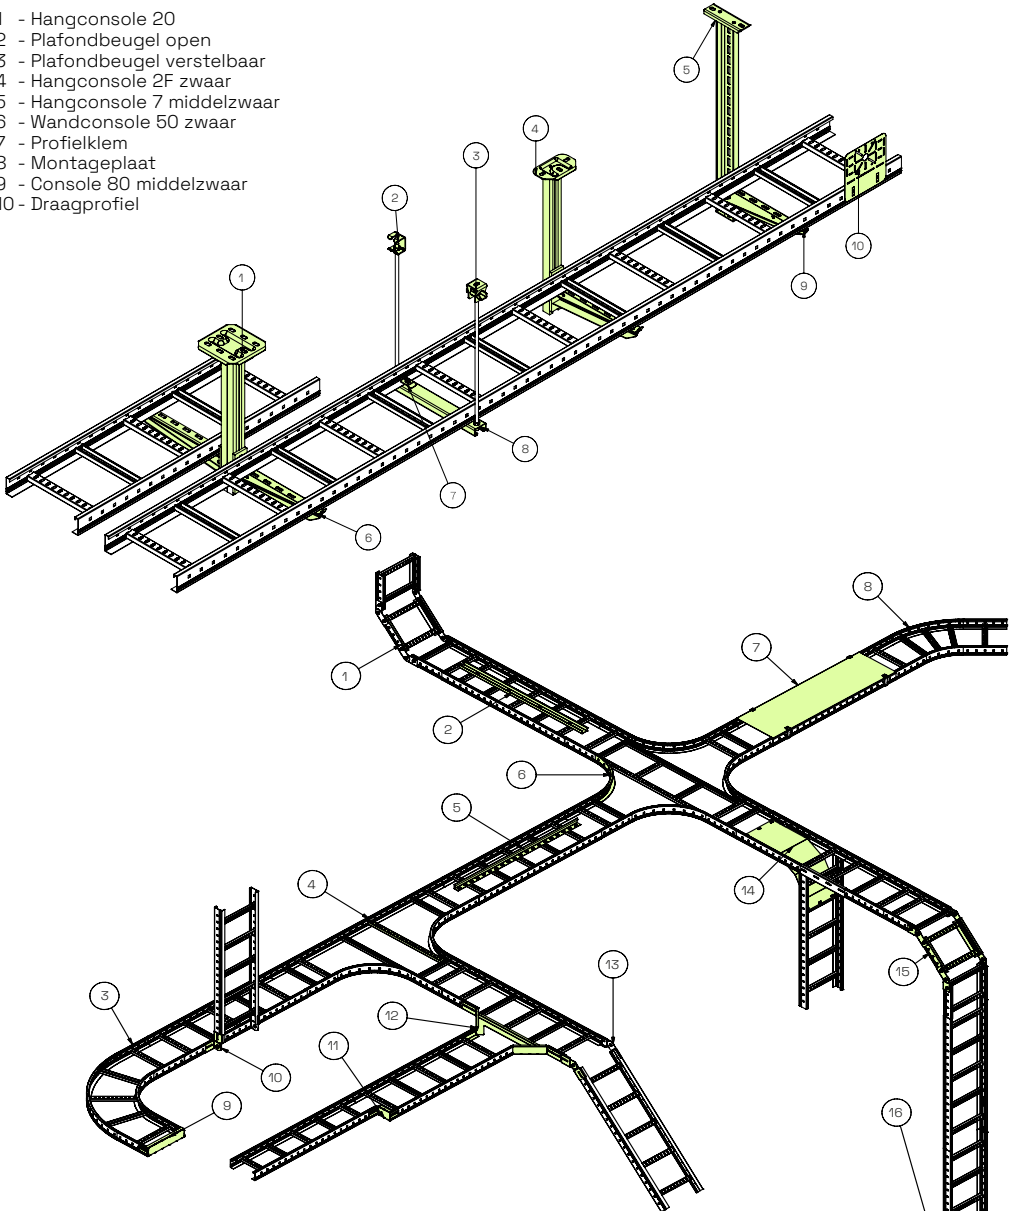 1 - Hangconsole 20
2 - Plafondbeugel open
3 - Plafondbeugel verstelbaar
4 - Hangconsole 2F zwaar
5 - Hangconsole 7 middelzwaar
6 - Wandconsole 50 zwaar
7 - Profielklem
8 - Montageplaat
9 - Console 80 middelzwaar
10 - Draagprofiel
5
4
3
2
10
1
9
8
7
6
8
7
1
2
6
5
4
14
13
15
3
12
11
10
9
16